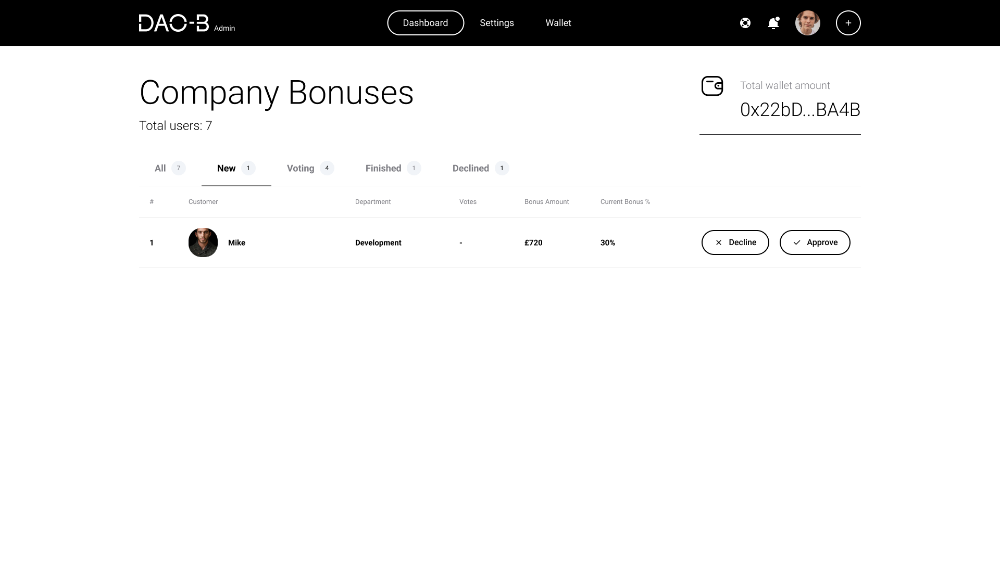 DAO-B Admin
Dashboard Settings Wallet
Company Bonuses
Total users: 7
Total wallet amount
0x22bD...BA4B
All 7 New 1 Voting 4 Finished 1 Declined 1
# Customer Department Votes Bonus Amount Current Bonus %
1 Mike Development - £720 30% Decline Approve